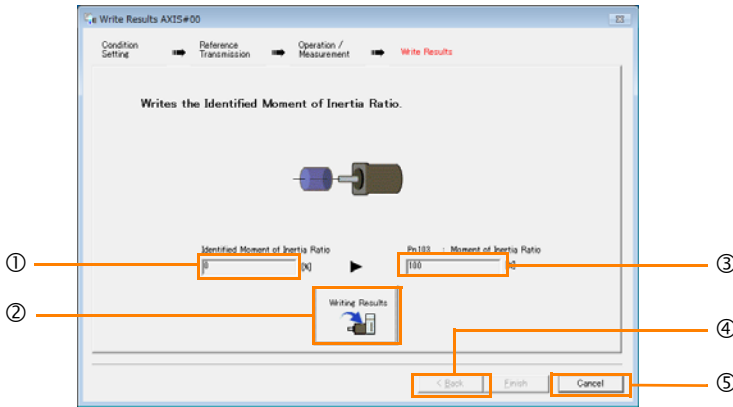 Write Results AXIS#00
Condition Setting
Reference Transmission
Operation / Measurement
Write Results
Writes the Identified Moment of Inertia Ratio.
Identified Moment of Inertia Ratio
Pn103 : Moment of Inertia Ratio
① 0 [%]
100 [%] ③
② Writing Results
④
< Back
Finish
Cancel ⑤